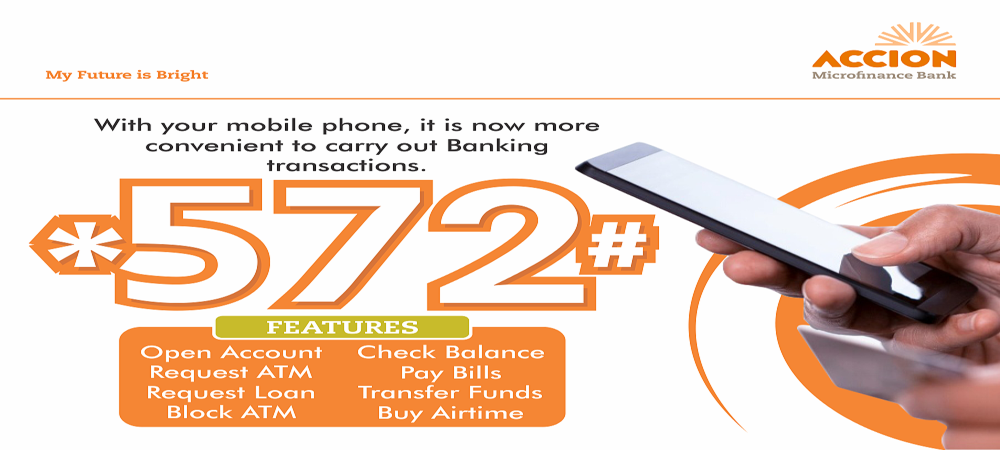 My Future is Bright
ACCION
Microfinance Bank
With your mobile phone, it is now more
convenient to carry out Banking
transactions.
*572#
FEATURES
Open Account Check Balance
Request ATM Pay Bills
Request Loan Transfer Funds
Block ATM Buy Airtime